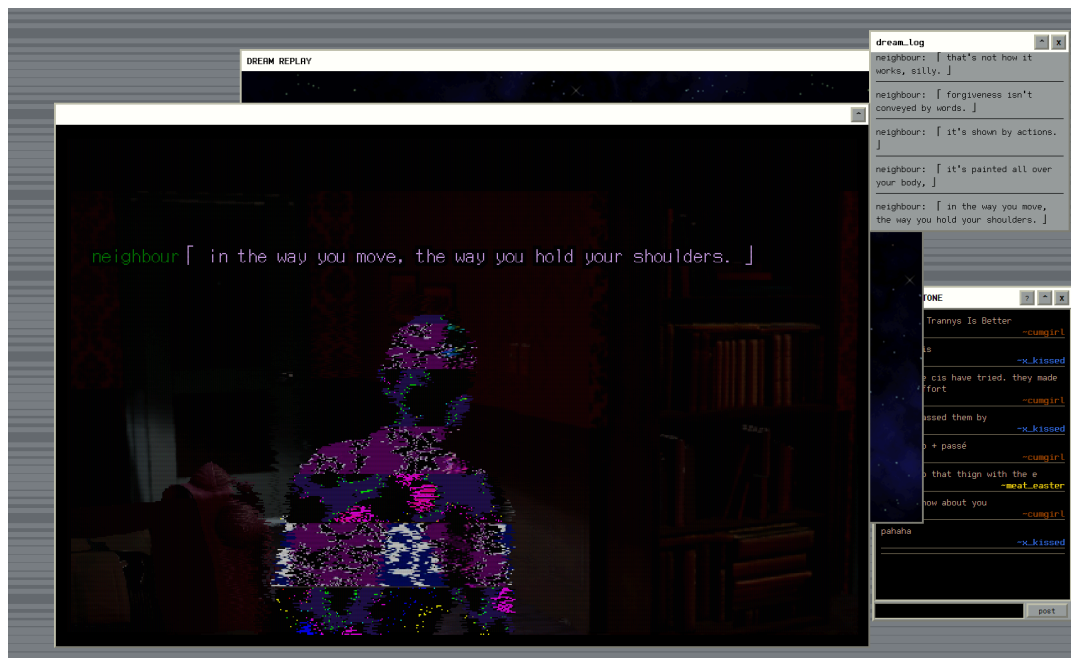 DREAM REPLAY
neighbour⌈ in the way you move, the way you hold your shoulders. ⌋
dream_log
^ x
neighbour: ⌈ that's not how it
works, silly. ⌋
neighbour: ⌈ forgiveness isn't
conveyed by words. ⌋
neighbour: ⌈ it's shown by actions.
⌋
neighbour: ⌈ it's painted all over
your body, ⌋
neighbour: ⌈ in the way you move,
the way you hold your shoulders. ⌋
TONE
? ^ x
Trannys Is Better
~cumgirl
is
~x_kissed
cis have tried. they made
~cumgirl
them by
~x_kissed
+ passé
~cumgirl
that thign with the e
~meat_easter
about you
~cumgirl
pahaha
~x_kissed
post